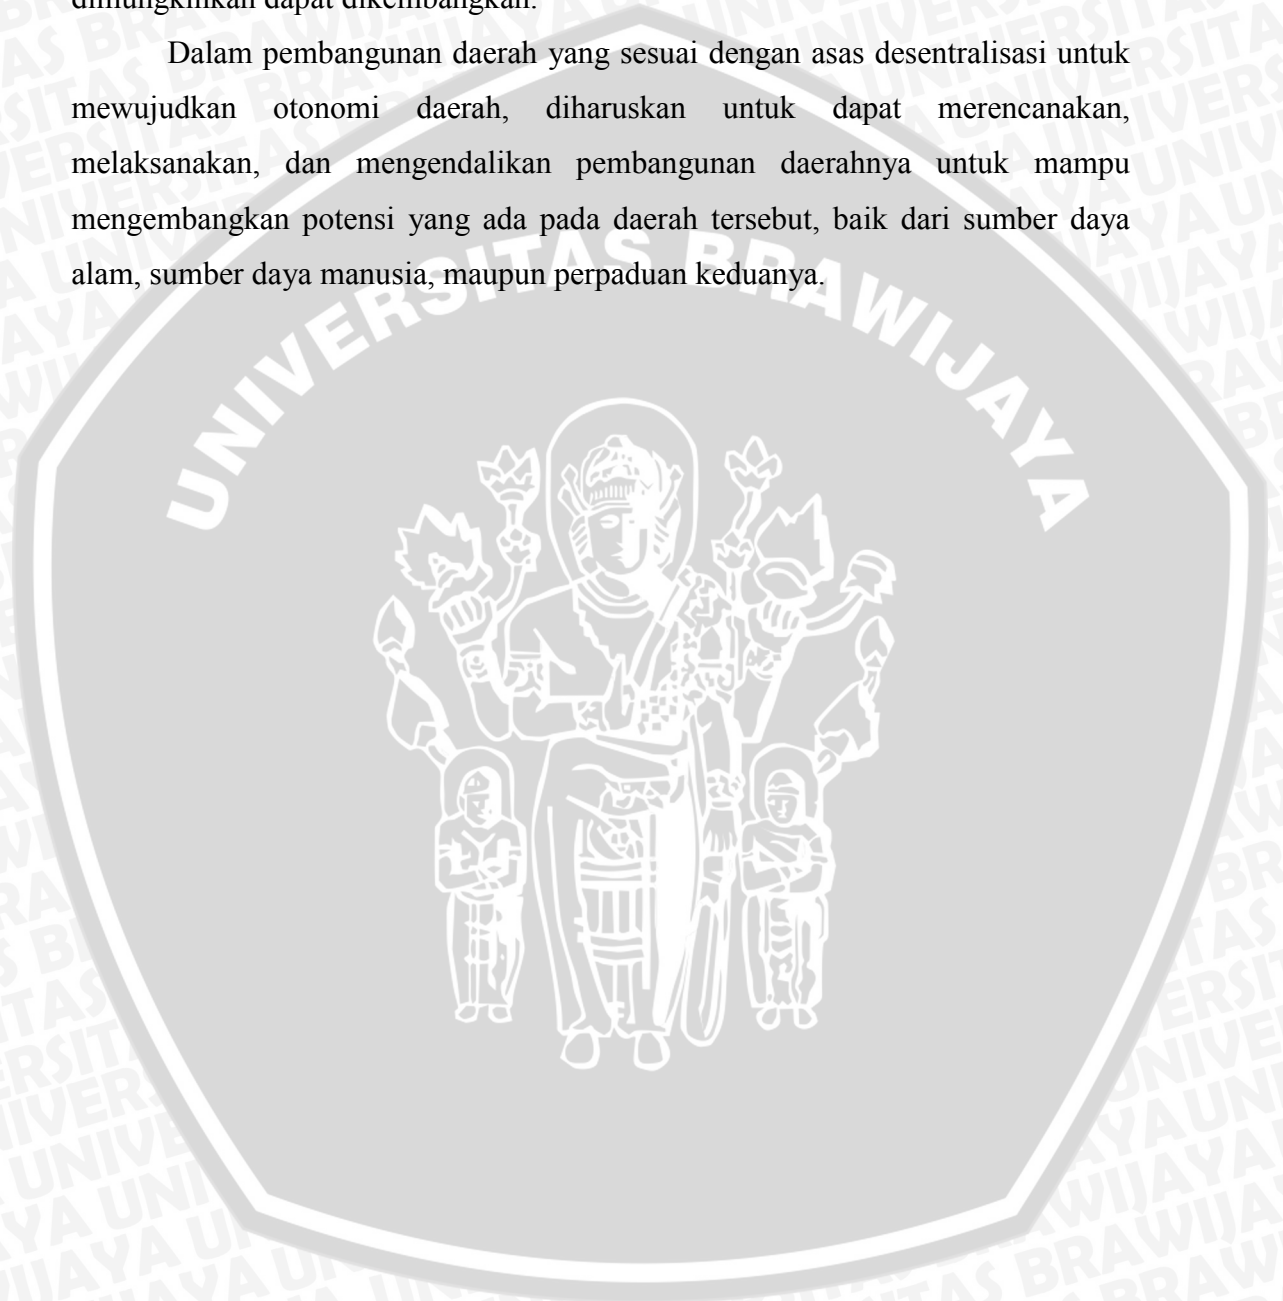 dimungkinkan dapat dikembangkan.
Dalam pembangunan daerah yang sesuai dengan asas desentralisasi untuk
mewujudkan otonomi daerah, diharuskan untuk dapat merencanakan,
melaksanakan, dan mengendalikan pembangunan daerahnya untuk mampu
mengembangkan potensi yang ada pada daerah tersebut, baik dari sumber daya
alam, sumber daya manusia, maupun perpaduan keduanya.
UNIVERSITAS BRAWIJAYA